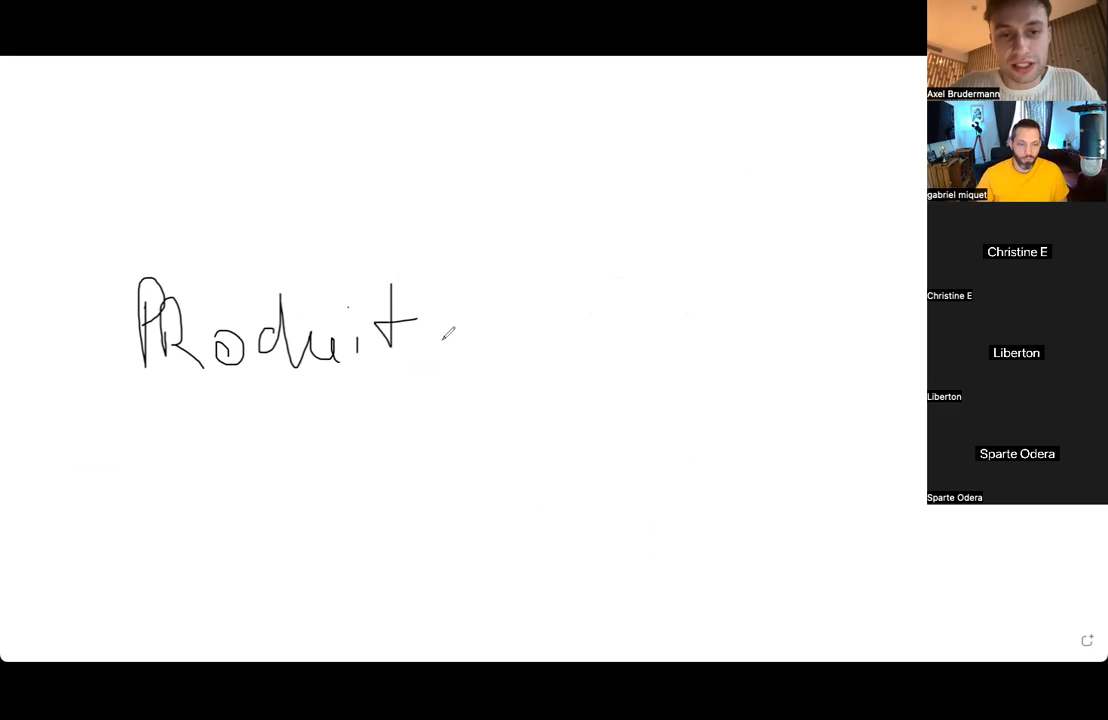 PRoduit
Axel Brudermann
gabriel miquet
Christine E
Christine E
Liberton
Liberton
Sparte Odera
Sparte Odera